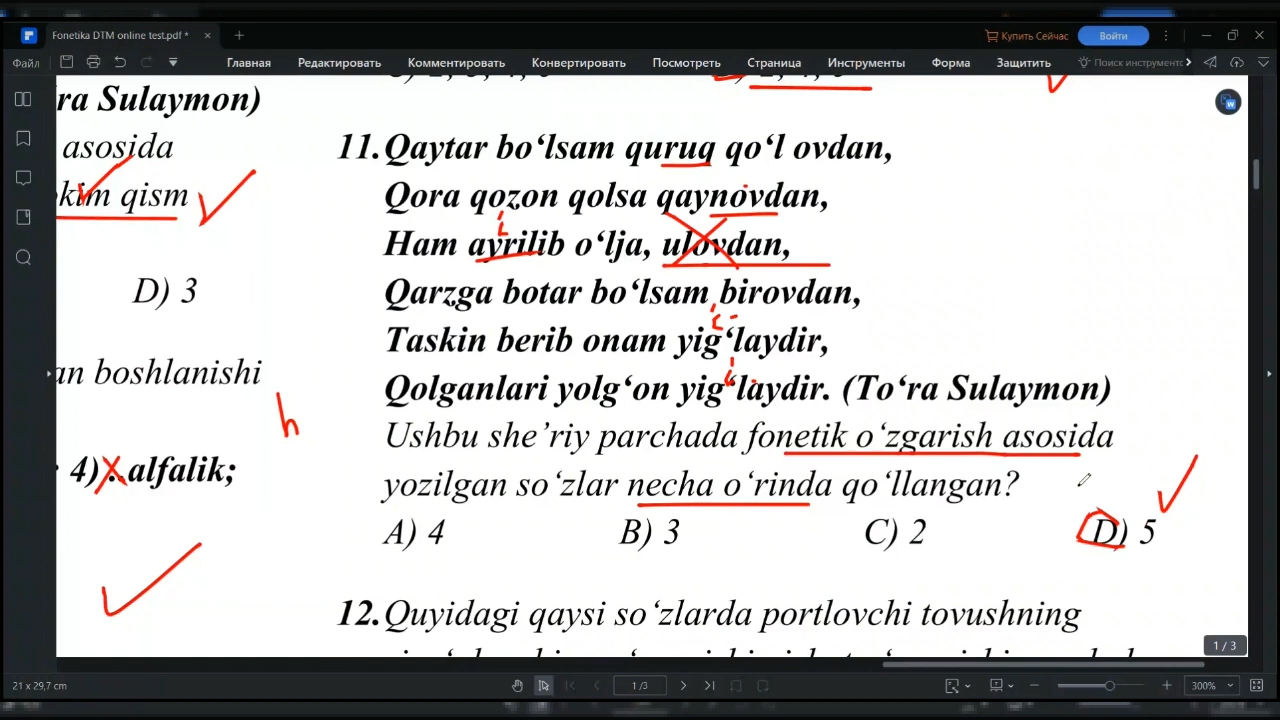 Fonetika DTM online test.pdf *
Купить Сейчас
Войти
Файл
Главная
Редактировать
Комментировать
Конвертировать
Посмотреть
Страница
Инструменты
Форма
Защитить
Поиск инструментс
ra Sulaymon)
asosida
kim qism
D) 3
an boshlanishi
h
4) ...alfalik;
11. Qaytar bo‘lsam quruq qo‘l ovdan,
Qora qozon qolsa qaynovdan,
Ham ayrilib o‘lja, ulovdan,
Qarzga botar bo‘lsam birovdan,
Taskin berib onam yig‘laydir,
Qolganlari yolg‘on yig‘laydir. (To‘ra Sulaymon)
Ushbu she’riy parchada fonetik o‘zgarish asosida
yozilgan so‘zlar necha o‘rinda qo‘llangan?
A) 4 B) 3 C) 2 D) 5
12. Quyidagi qaysi so‘zlarda portlovchi tovushning
1 / 3
21 x 29,7 cm
1 /3
300%